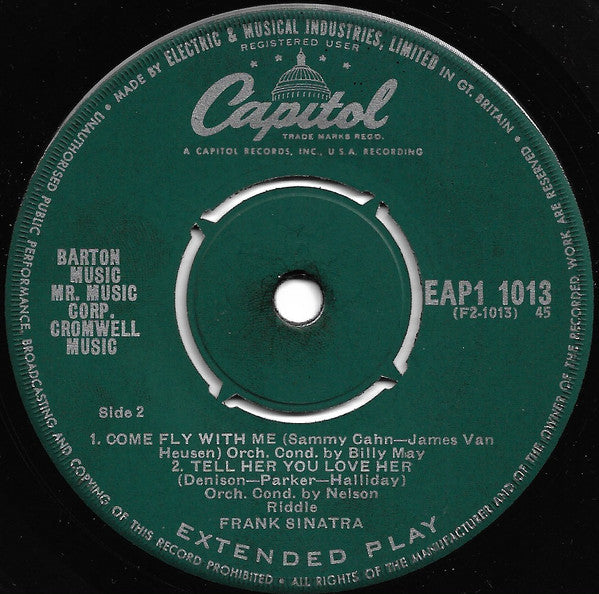 MADE BY ELECTRIC & MUSICAL INDUSTRIES, LIMITED IN GT. BRITAIN •
REGISTERED USER
Capitol
TRADE MARKS REGD.
A CAPITOL RECORDS, INC., U.S.A. RECORDING
BARTON
MUSIC
MR. MUSIC
CORP.
CROMWELL
MUSIC
EAP1 1013
(F2-1013) 45
Side 2
1. COME FLY WITH ME (Sammy Cahn—James Van
Heusen) Orch. Cond. by Billy May
2. TELL HER YOU LOVE HER
(Denison—Parker—Halliday)
Orch. Cond. by Nelson
Riddle
FRANK SINATRA
EXTENDED PLAY
• UNAUTHORISED PUBLIC PERFORMANCE, BROADCASTING AND COPYING OF THIS RECORD PROHIBITED • ALL RIGHTS OF THE MANUFACTURER AND OF THE OWNER OF THE RECORDED WORK ARE RESERVED